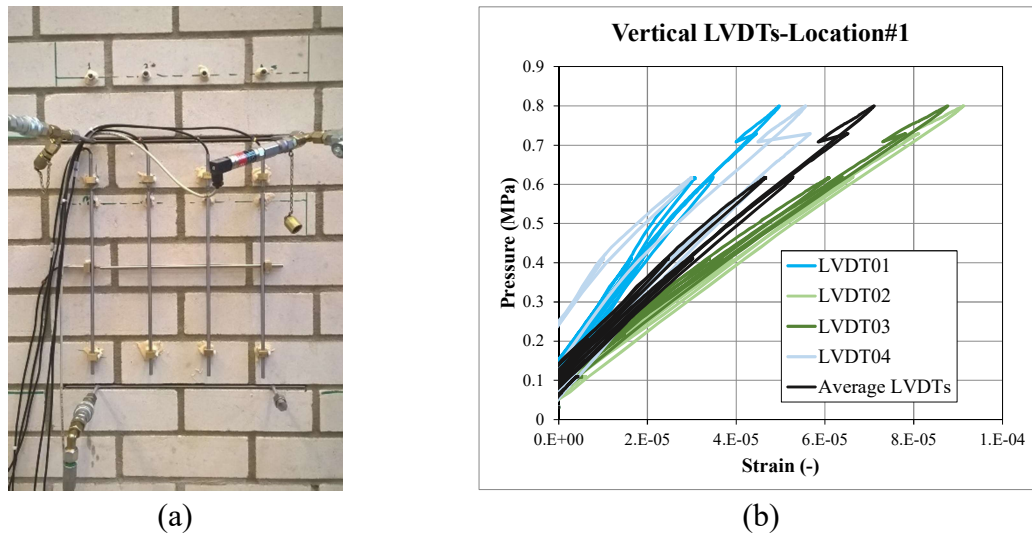 Vertical LVDTs-Location#1
Pressure (MPa)
0.9
0.8
0.7
0.6
0.5
0.4
0.3
0.2
0.1
0
0.E+00 2.E-05 4.E-05 6.E-05 8.E-05 1.E-04
Strain (-)
LVDT01
LVDT02
LVDT03
LVDT04
Average LVDTs
(a) (b)